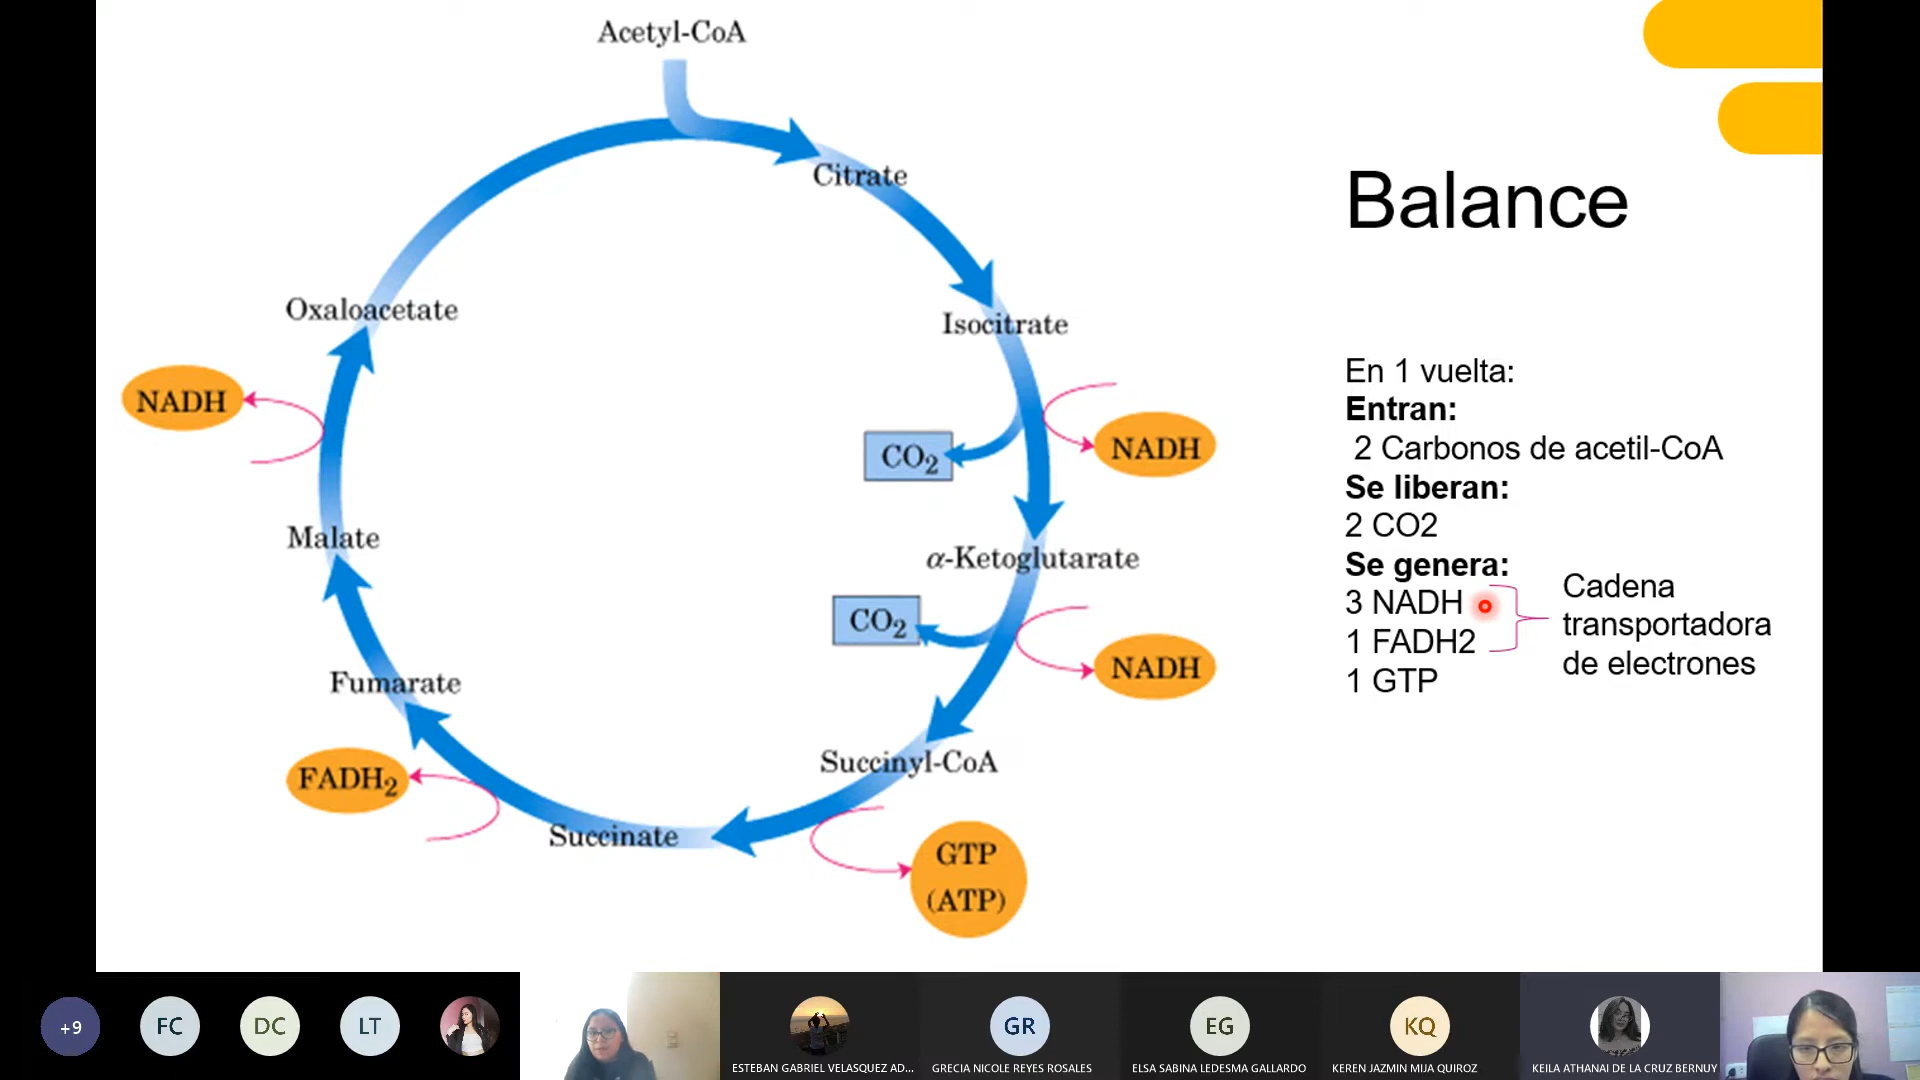 Acetyl-CoA
Citrate
Isocitrate
NADH
CO₂
α-Ketoglutarate
CO₂
NADH
Succinyl-CoA
GTP
(ATP)
Succinate
FADH₂
Fumarate
Malate
NADH
Oxaloacetate
Balance
En 1 vuelta:
Entran:
2 Carbonos de acetil-CoA
Se liberan:
2 CO2
Se genera:
3 NADH
1 FADH2
1 GTP
Cadena
transportadora
de electrones
+9
FC
DC
LT
ESTEBAN GABRIEL VELASQUEZ AD...
GR
GRECIA NICOLE REYES ROSALES
EG
ELSA SABINA LEDESMA GALLARDO
KQ
KEREN JAZMIN MIJA QUIROZ
KEILA ATHANAI DE LA CRUZ BERNUY